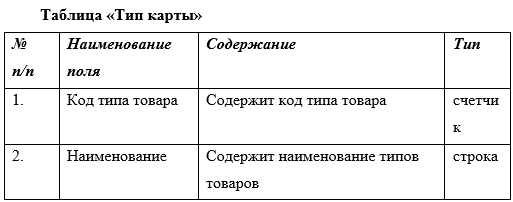 Таблица «Тип карты»
№ Наименование Содержание Тип
п/п поля
1. Код типа товара Содержит код типа товара счетчи
к
2. Наименование Содержит наименование типов строка
товаров